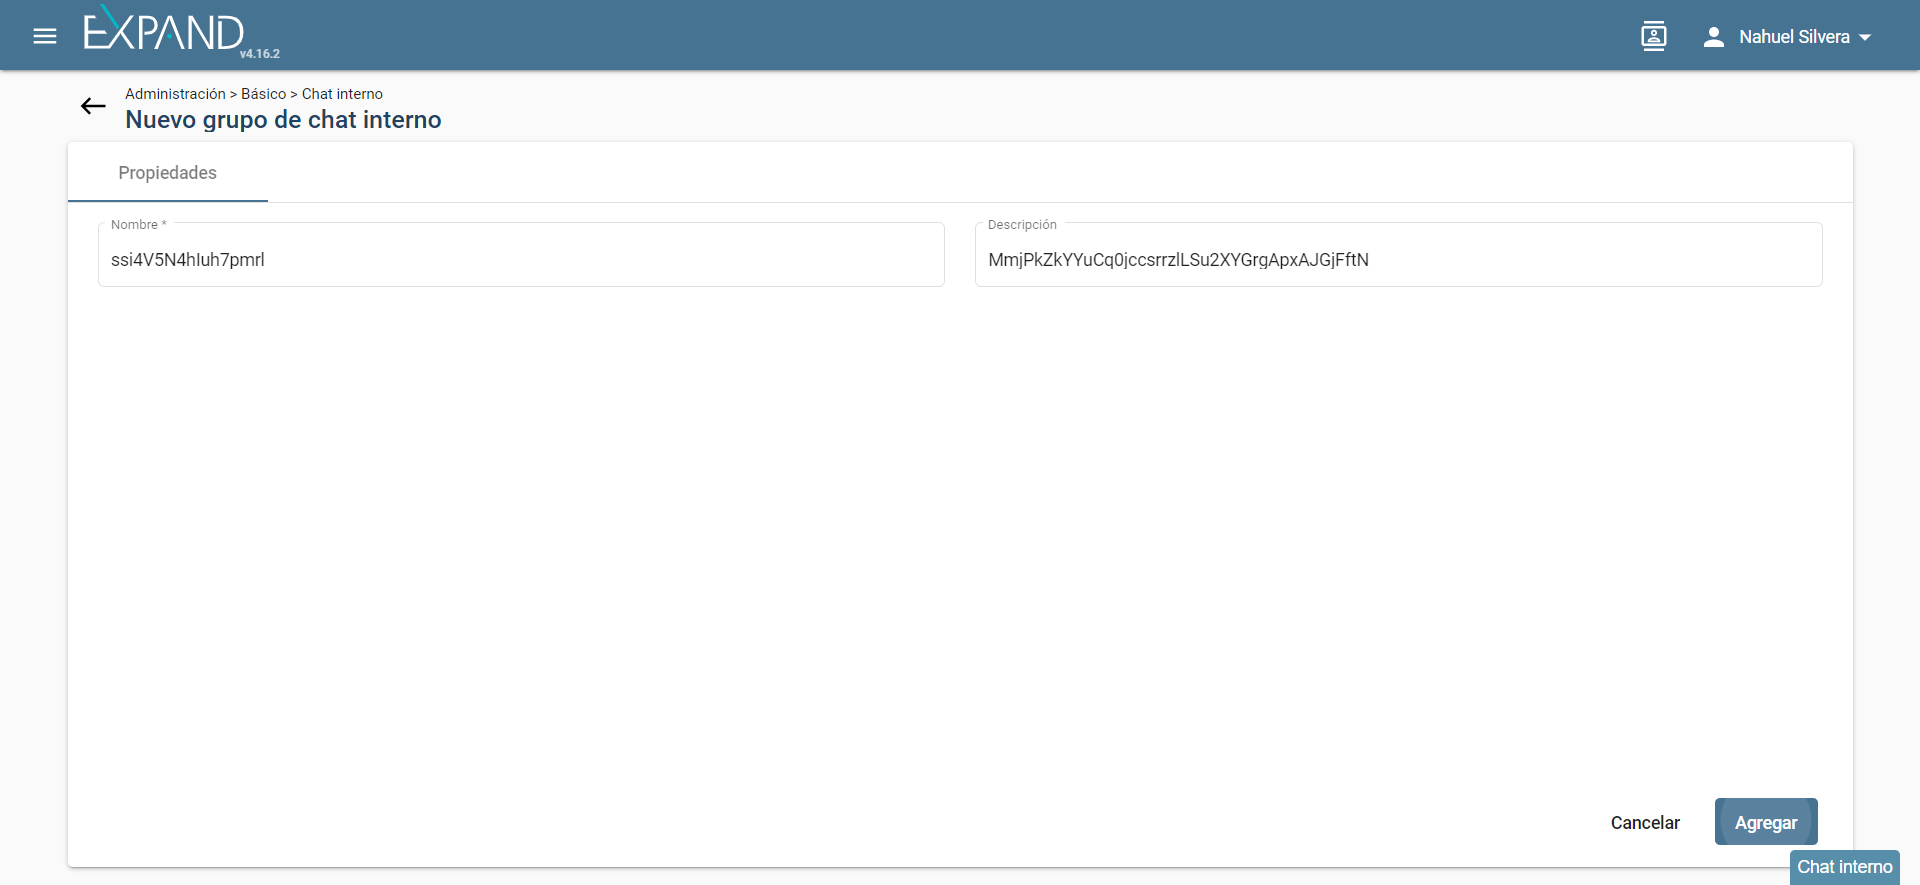 EXPAND
v4.16.2
Nahuel Silvera
Administración > Básico > Chat interno
Nuevo grupo de chat interno
Propiedades
Nombre *
ssi4V5N4hIuh7pmrl
Descripción
MmjPkZkYYuCq0jccsrrzlLSu2XYGrgApxAJGjFftN
Cancelar
Agregar
Chat interno